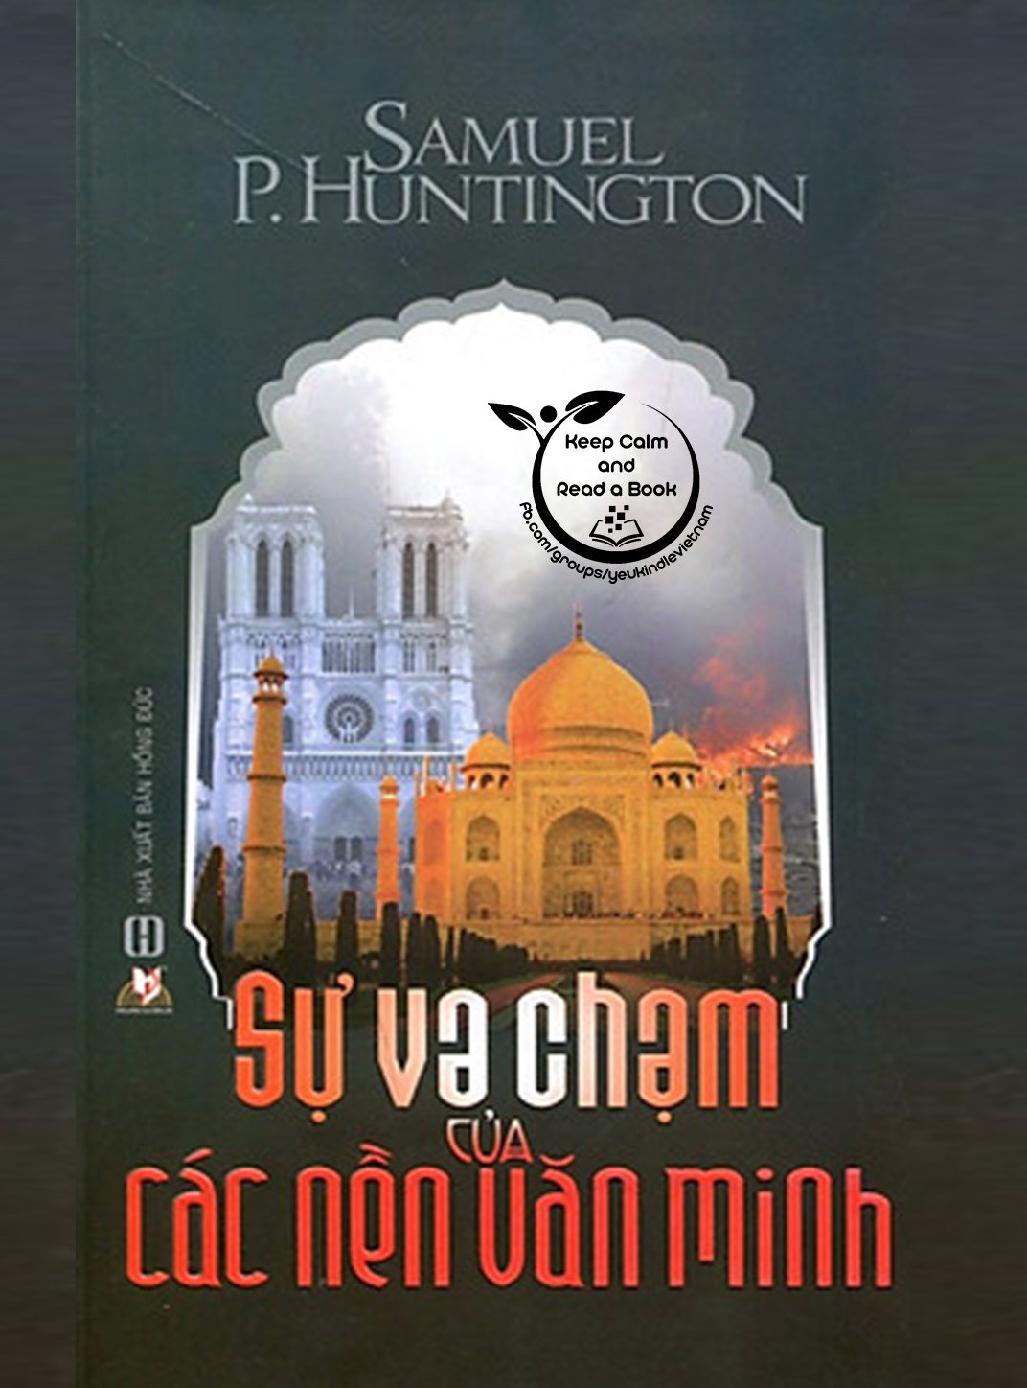 SAMUEL
P. HUNTINGTON
Keep Calm
and
Read a Book
Fb.com/groups/yeukindlevietnam
NHÀ XUẤT BẢN HỒNG ĐỨC
Sự va chạm
CỦA
các nền văn minh